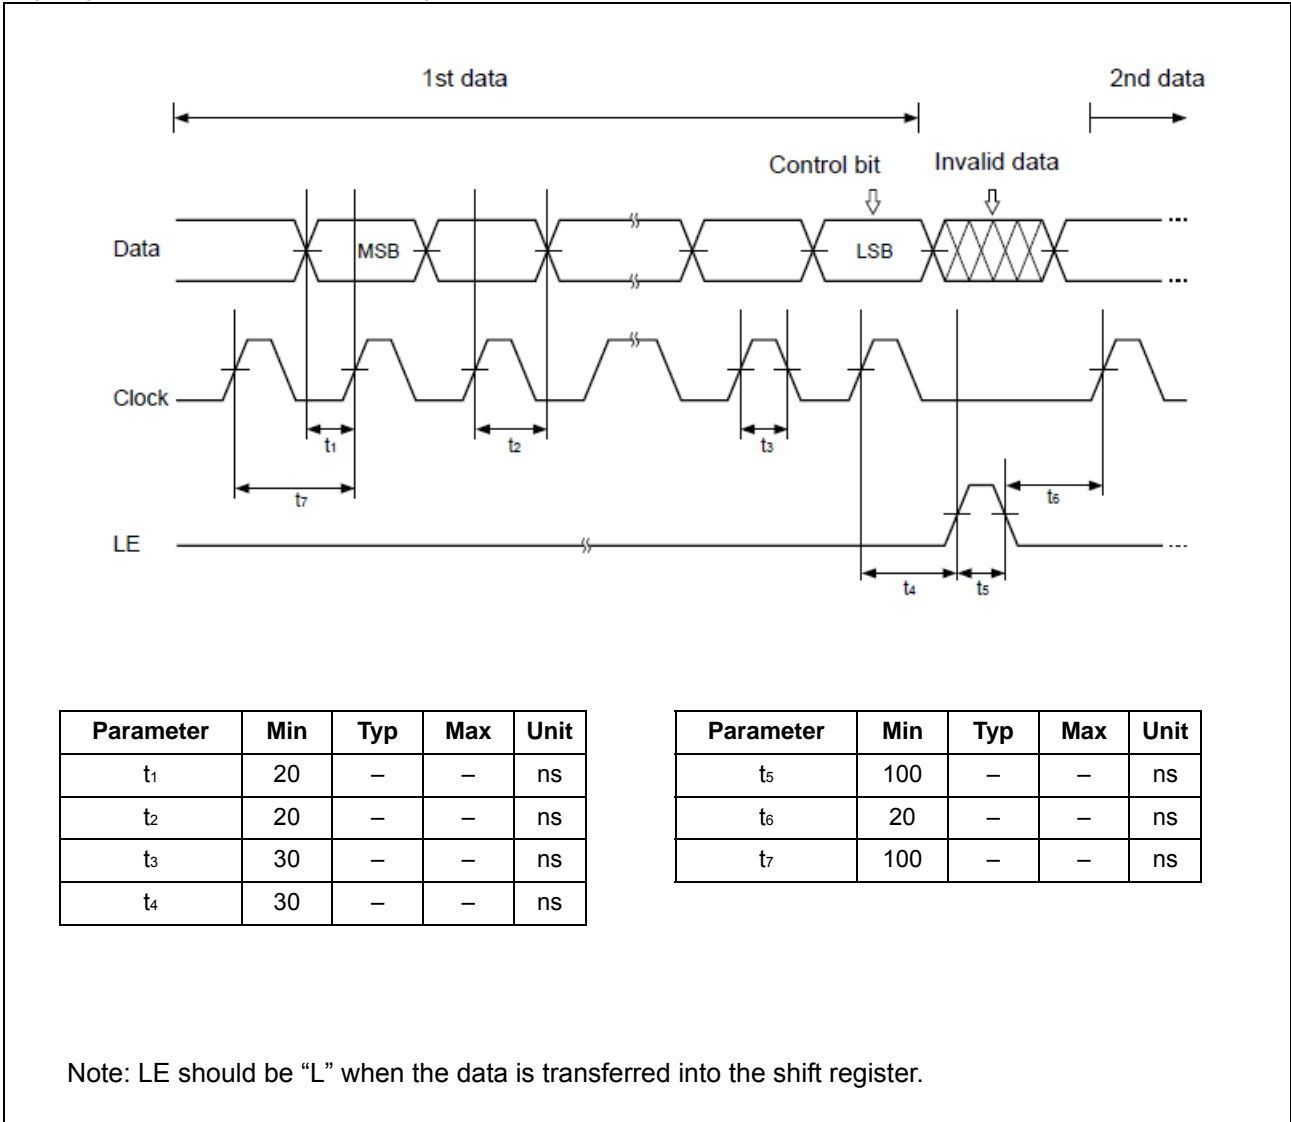 1st data
2nd data
Control bit
Invalid data
Data
MSB
LSB
Clock
t1
t2
t3
t7
t6
LE
t4
t5
Parameter Min Typ Max Unit
t1 20 – – ns
t2 20 – – ns
t3 30 – – ns
t4 30 – – ns
Parameter Min Typ Max Unit
t5 100 – – ns
t6 20 – – ns
t7 100 – – ns
Note: LE should be “L” when the data is transferred into the shift register.